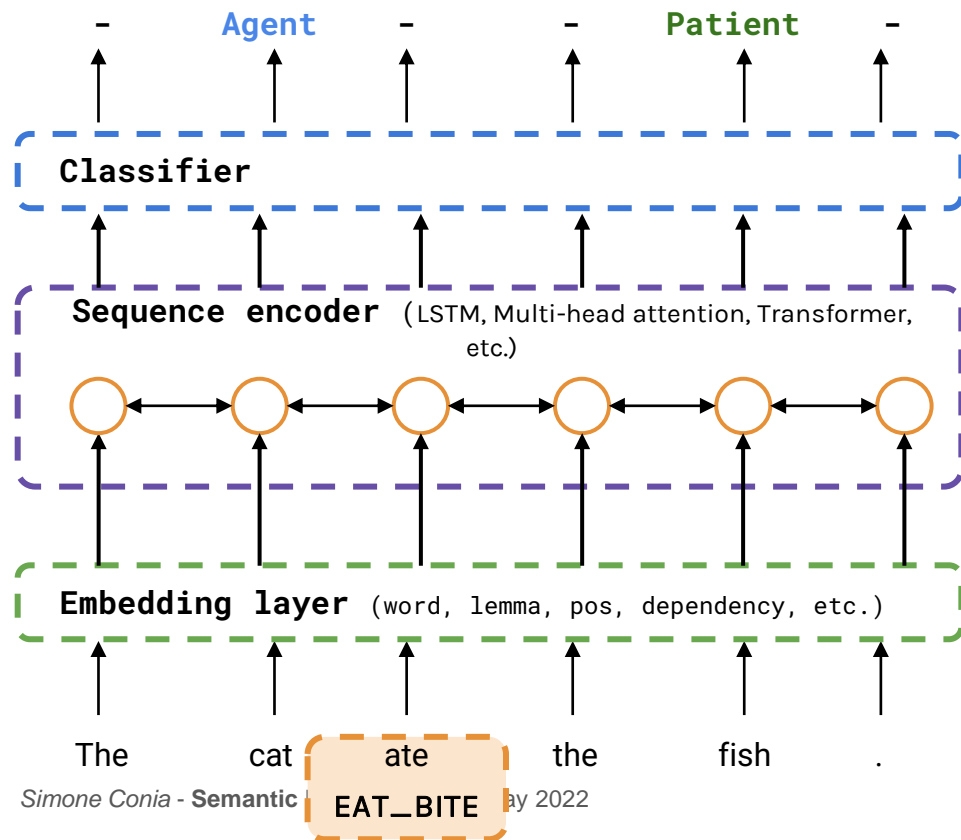 - Agent - - Patient -
Classifier
Sequence encoder (LSTM, Multi-head attention, Transformer,
etc.)
Embedding layer (word, lemma, pos, dependency, etc.)
The cat ate the fish .
EAT_BITE
Simone Conia - Semantic ay 2022